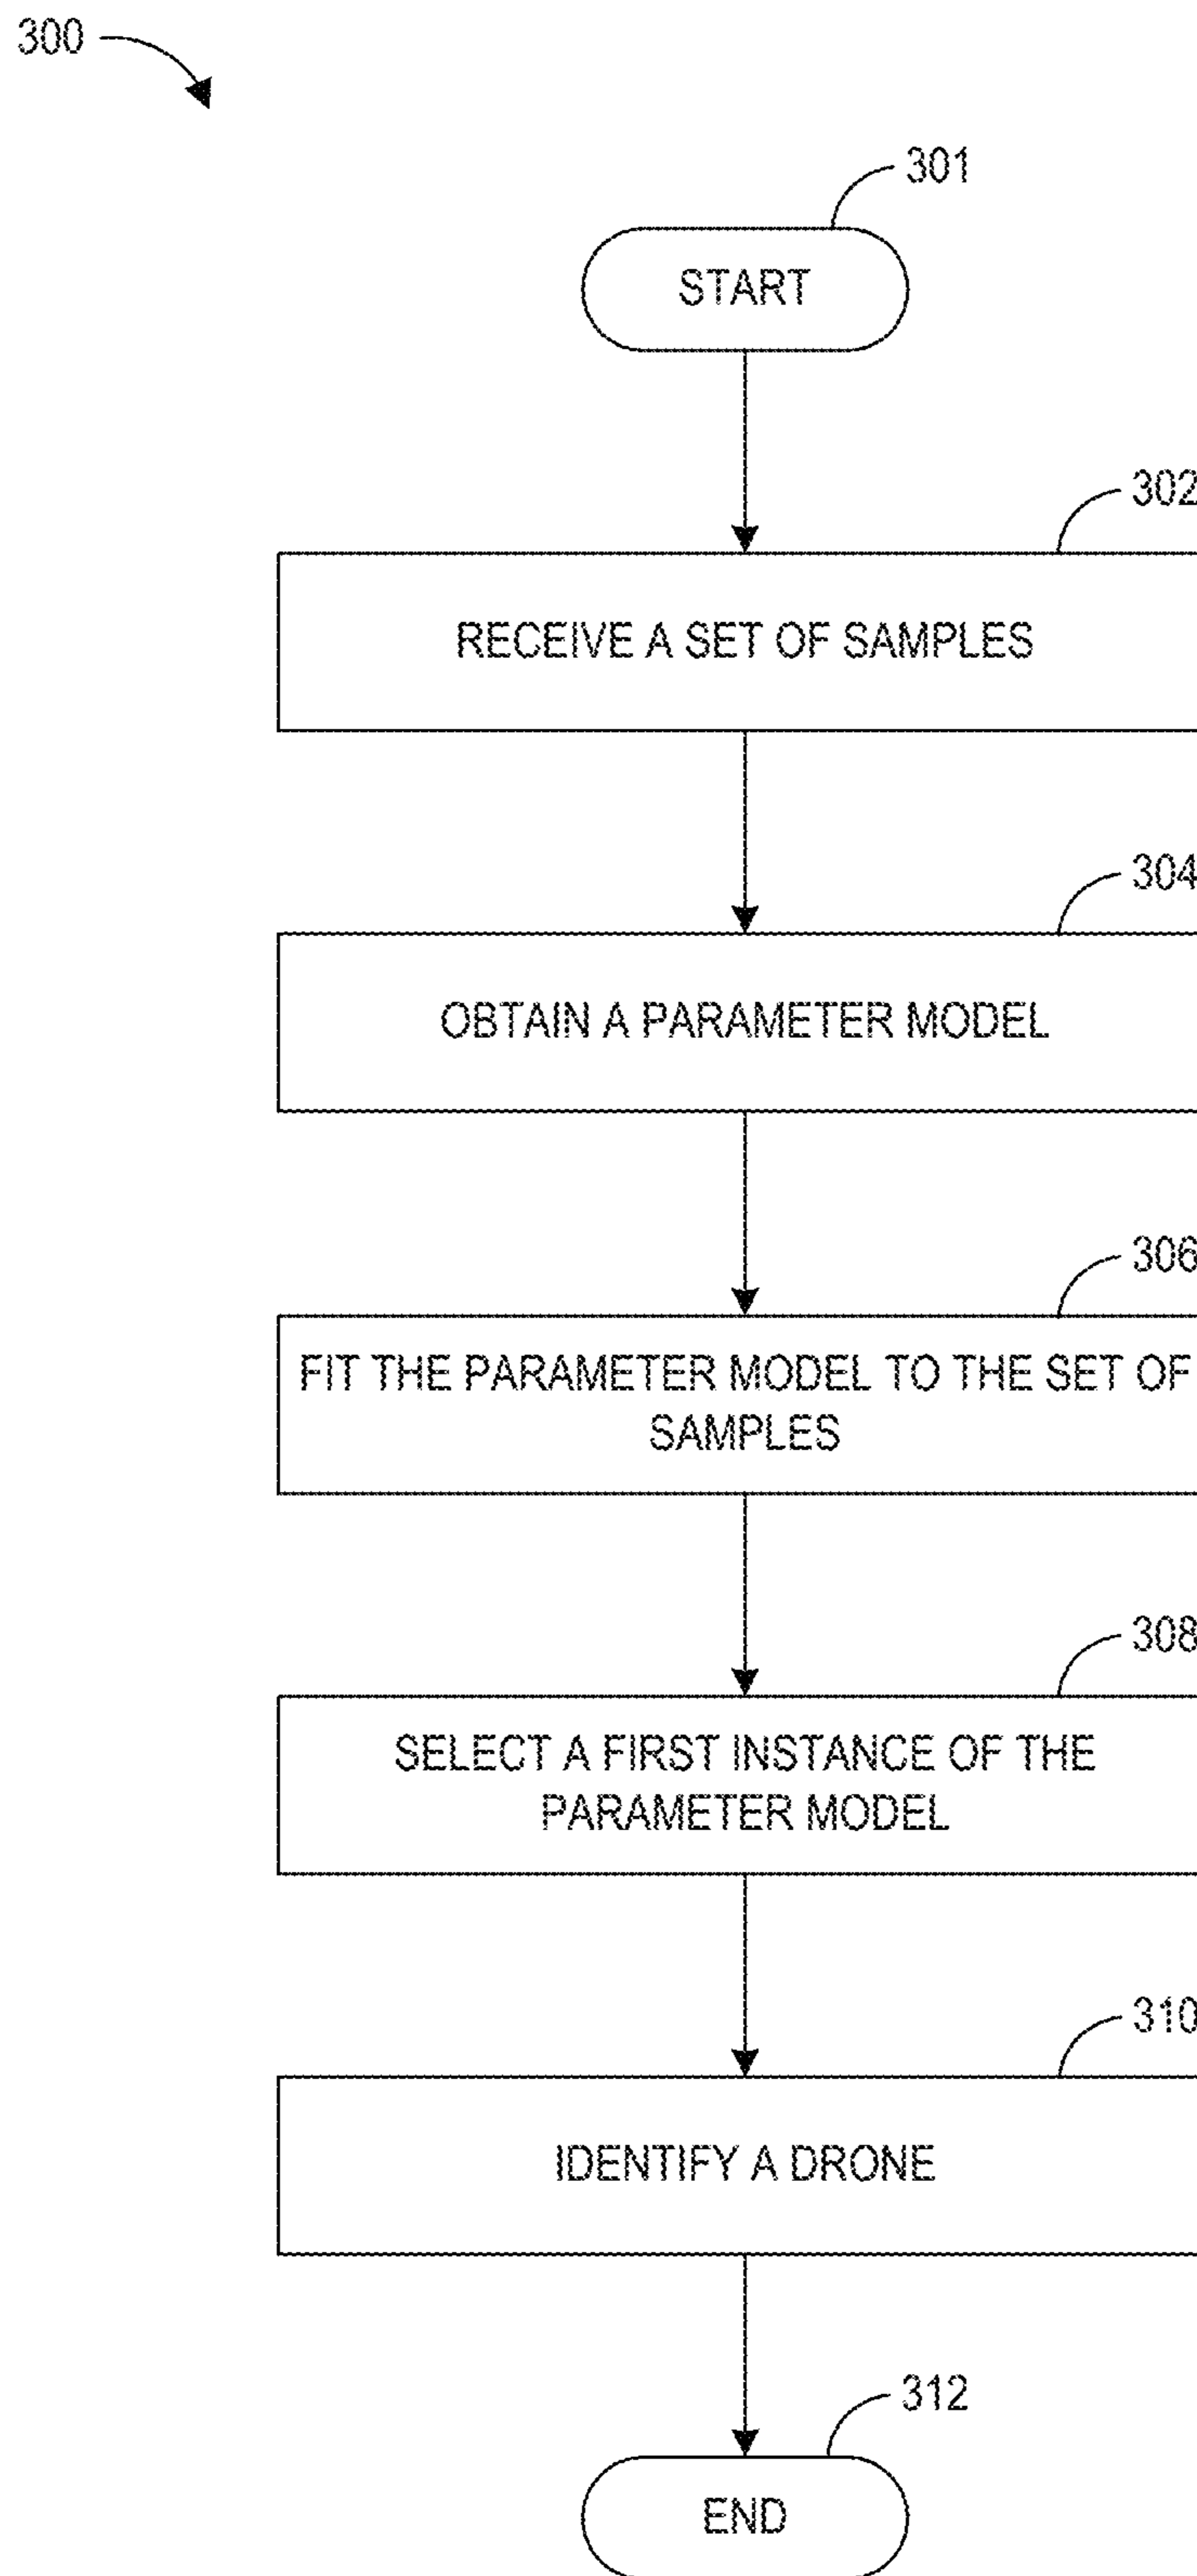 300
301
START
302
RECEIVE A SET OF SAMPLES
304
OBTAIN A PARAMETER MODEL
306
FIT THE PARAMETER MODEL TO THE SET OF
SAMPLES
308
SELECT A FIRST INSTANCE OF THE
PARAMETER MODEL
310
IDENTIFY A DRONE
312
END